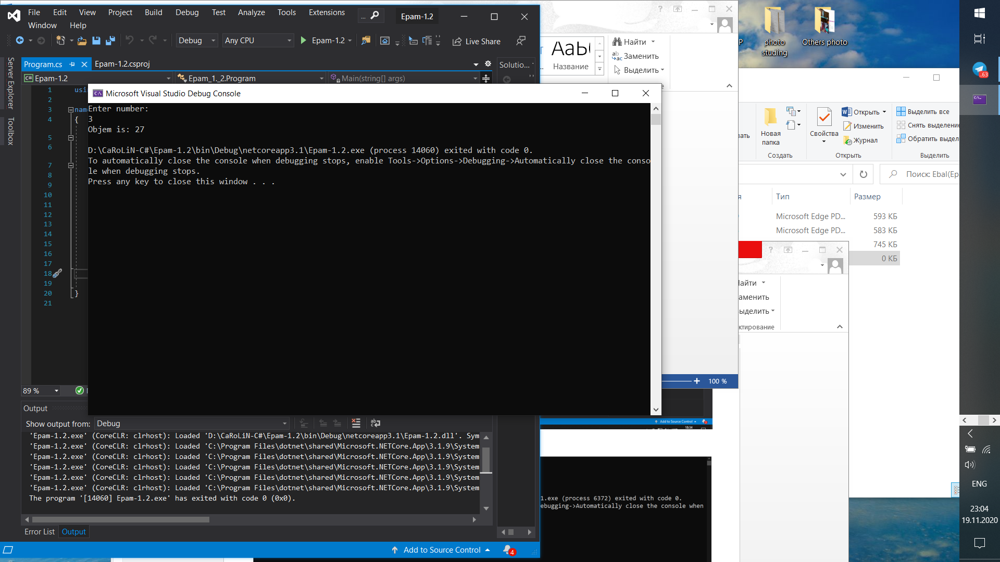 File Edit View Project Build Debug Test Analyze Tools Extensions
Window Help
... Epam-1.2
Debug Any CPU Epam-1.2 Live Share
Server Explorer
Toolbox
Program.cs Epam-1.2.csproj
Solutio...
C# Epam-1.2 Epam_1._2.Program Main(string[] args)
1 usi
2
3 nam
4 {
5
6
7
8
9
10
11
12
13
14
15
16
17
18
19
20 }
21
Microsoft Visual Studio Debug Console
Enter number:
3
Objem is: 27
D:\CaRoLiN-C#\Epam-1.2\bin\Debug\netcoreapp3.1\Epam-1.2.exe (process 14060) exited with code 0.
To automatically close the console when debugging stops, enable Tools->Options->Debugging->Automatically close the conso
le when debugging stops.
Press any key to close this window . . .
89 %
Output
Show output from: Debug
'Epam-1.2.exe' (CoreCLR: clrhost): Loaded 'D:\CaRoLiN-C#\Epam-1.2\bin\Debug\netcoreapp3.1\Epam-1.2.dll'. Sym
'Epam-1.2.exe' (CoreCLR: clrhost): Loaded 'C:\Program Files\dotnet\shared\Microsoft.NETCore.App\3.1.9\System
'Epam-1.2.exe' (CoreCLR: clrhost): Loaded 'C:\Program Files\dotnet\shared\Microsoft.NETCore.App\3.1.9\System
'Epam-1.2.exe' (CoreCLR: clrhost): Loaded 'C:\Program Files\dotnet\shared\Microsoft.NETCore.App\3.1.9\System
'Epam-1.2.exe' (CoreCLR: clrhost): Loaded 'C:\Program Files\dotnet\shared\Microsoft.NETCore.App\3.1.9\System
'Epam-1.2.exe' (CoreCLR: clrhost): Loaded 'C:\Program Files\dotnet\shared\Microsoft.NETCore.App\3.1.9\System
The program '[14060] Epam-1.2.exe' has exited with code 0 (0x0).
Error List Output
Add to Source Control 4
AaB
Название
Найти
Заменить
Выделить
100 %
Add to Source Control
18:34
1.exe (process 6372) exited with code 0.
ebugging->Automatically close the console when
P
photo
studing
Others photo
вать
Новая
папка
Создать
Свойства
Открыть
Изменить
Журнал
Открыть
Выделить все
Снять выделение
Обратить выдел
Выделить
Поиск: Ebal(Ep
я Тип Размер
Microsoft Edge PD... 593 КБ
Microsoft Edge PD... 583 КБ
745 КБ
0 КБ
Найти
аменить
ыделить
ктирование
..63
ENG
23:04
19.11.2020